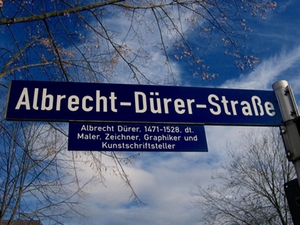 Albrecht-Dürer-Straße
Albrecht Dürer, 1471-1528, dt.
Maler, Zeichner, Graphiker und
Kunstschriftsteller